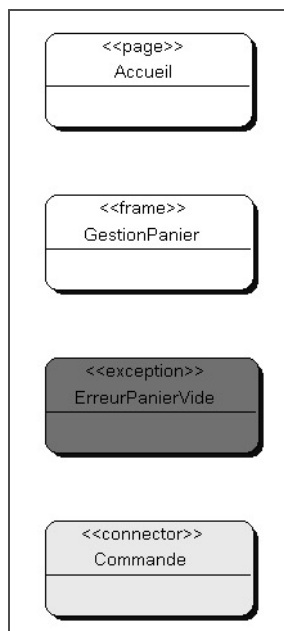 <<page>>
Accueil
<<frame>>
GestionPanier
<<exception>>
ErreurPanierVide
<<connector>>
Commande